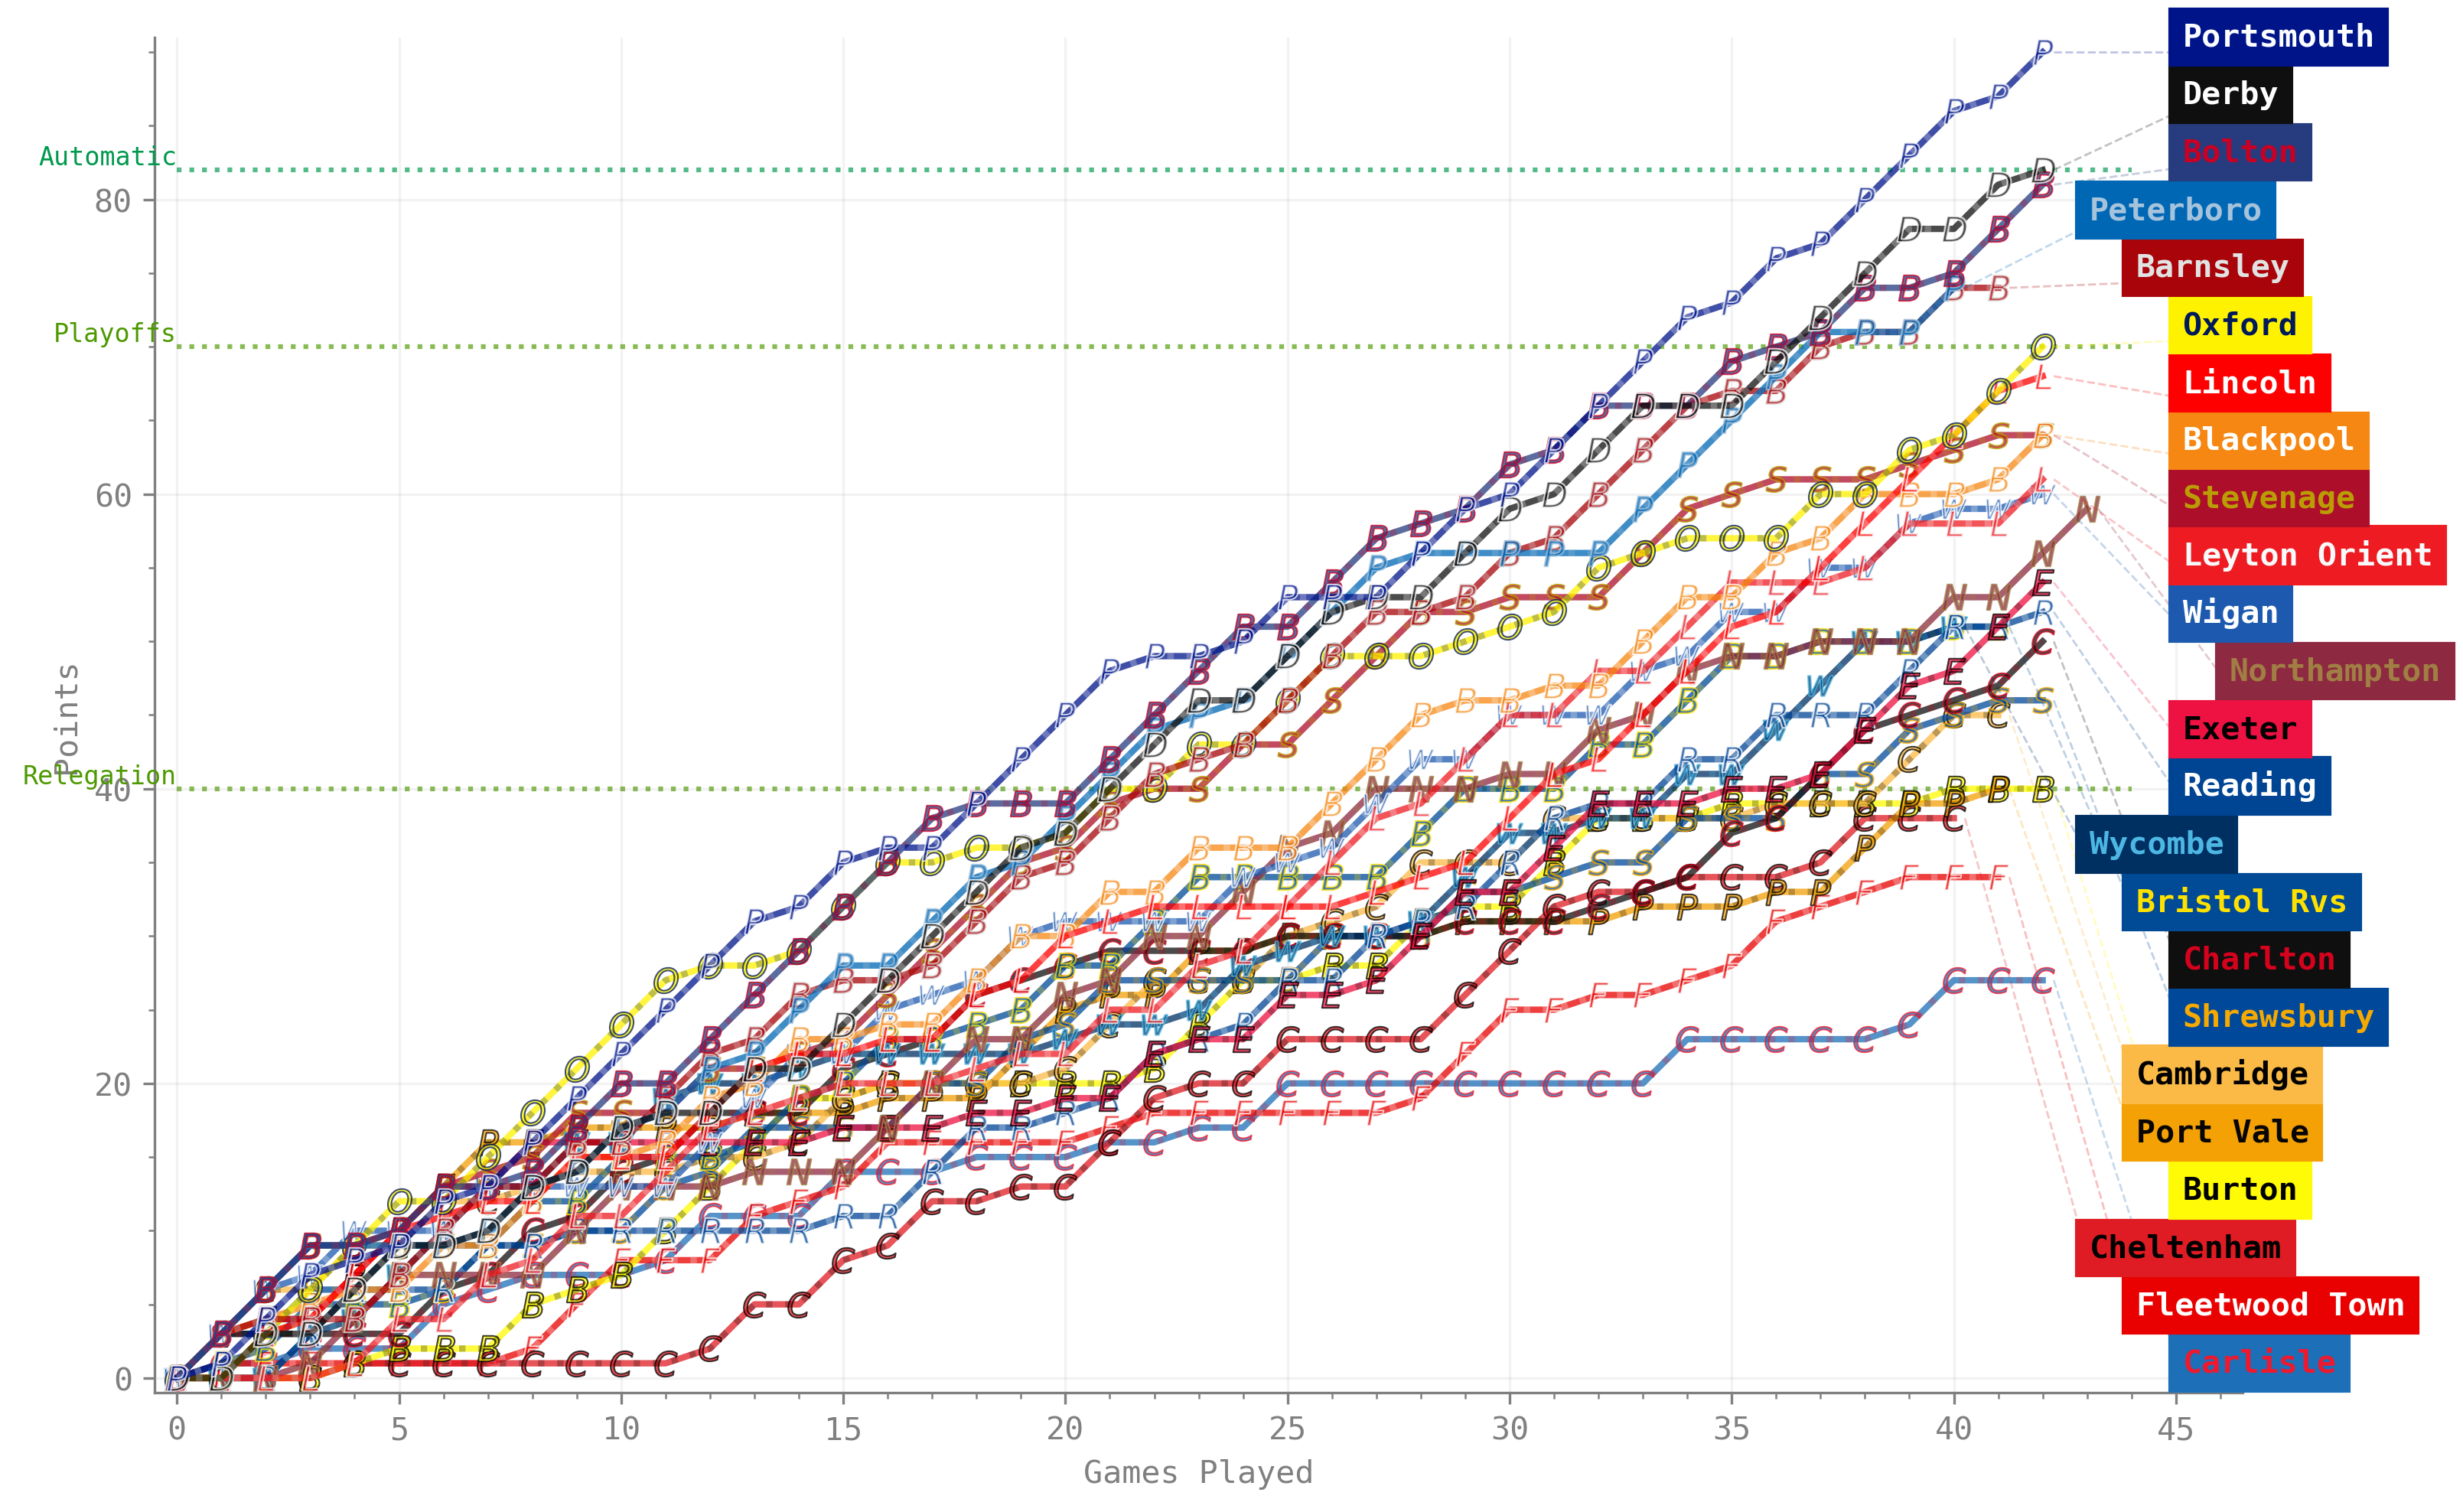 Portsmouth
Derby
Automatic
Bolton
80
Peterboro
Barnsley
Playoffs
Oxford
Lincoln
Blackpool
60
Stevenage
Leyton Orient
Wigan
Northampton
Points
Exeter
Relegation
40
Reading
Wycombe
Bristol Rvs
Charlton
Shrewsbury
20
Cambridge
Port Vale
Burton
Cheltenham
Fleetwood Town
Carlisle
0
0 5 10 15 20 25 30 35 40 45
Games Played